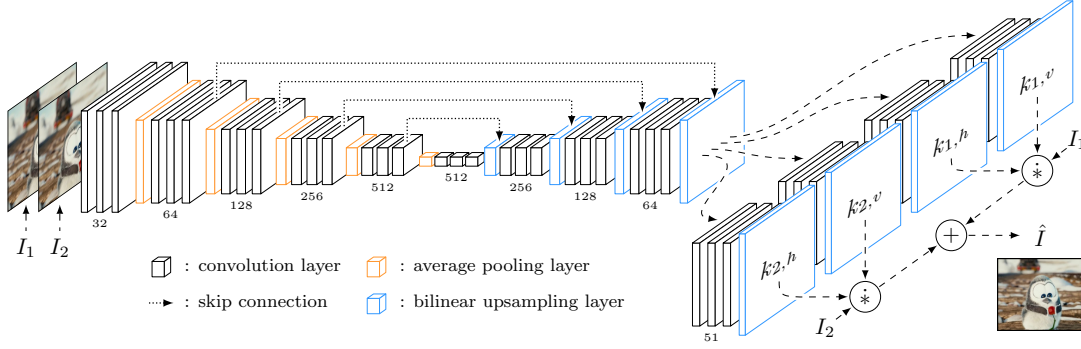 I₁ I₂
32
64
128
256
512
512
256
128
64
51
k₁,ᵥ
k₁,ₕ
k₂,ᵥ
k₂,ₕ
I₁
*
+
Î
*
I₂
: convolution layer
: average pooling layer
: skip connection
: bilinear upsampling layer